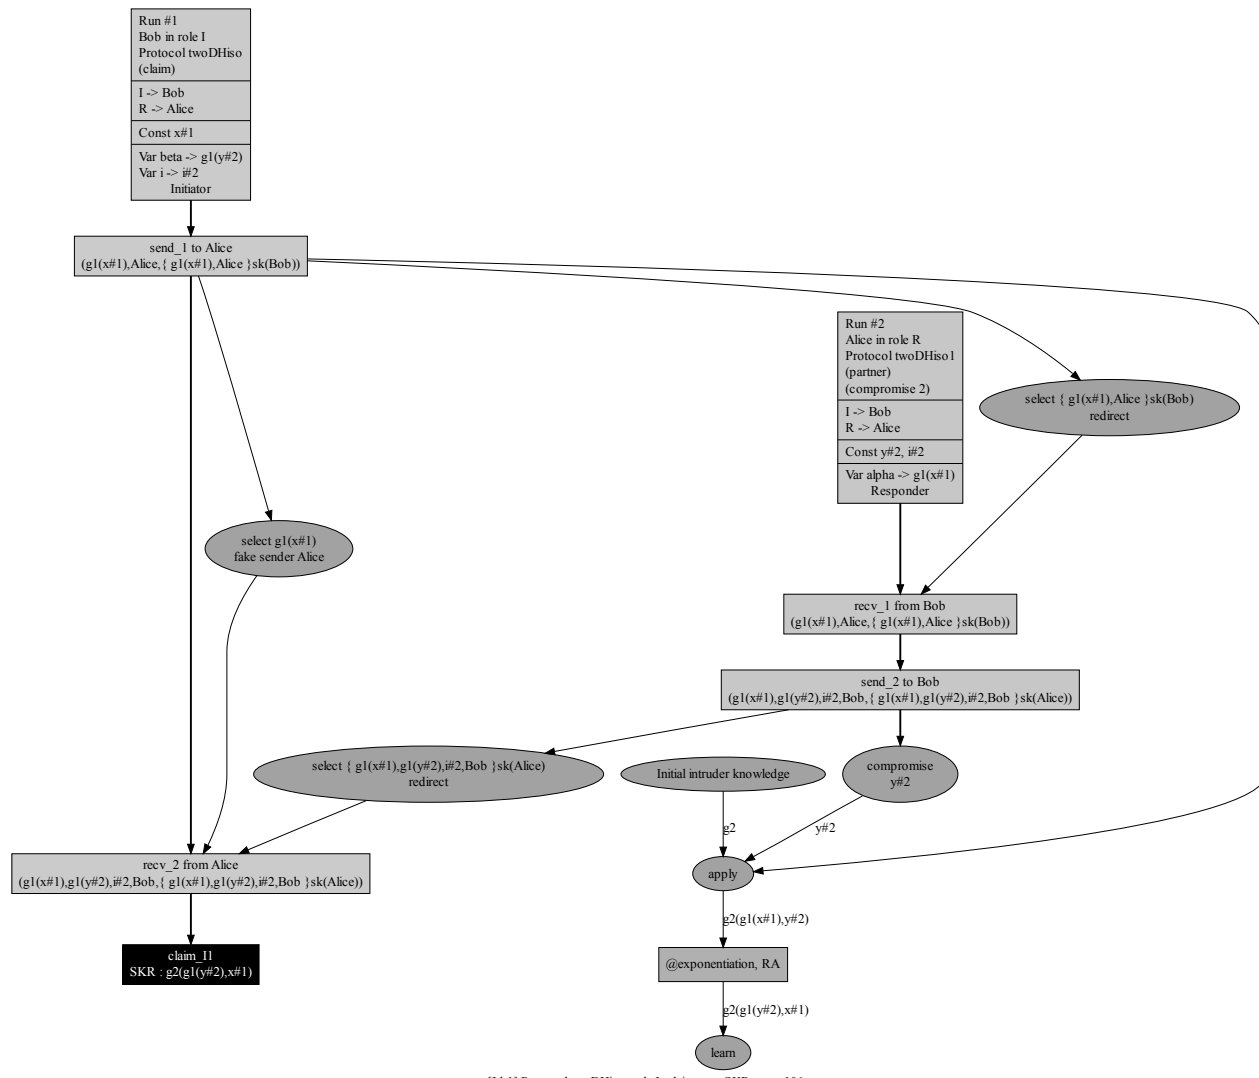 Run #1
Bob in role I
Protocol twoDHiso
(claim)
I -> Bob
R -> Alice
Const x#1
Var beta -> g1(y#2)
Var i -> i#2
Initiator
send_1 to Alice
(g1(x#1),Alice,{ g1(x#1),Alice }sk(Bob))
Run #2
Alice in role R
Protocol twoDHiso1
(partner)
(compromise 2)
I -> Bob
R -> Alice
Const y#2, i#2
Var alpha -> g1(x#1)
Responder
select { g1(x#1),Alice }sk(Bob)
redirect
select g1(x#1)
fake sender Alice
recv_1 from Bob
(g1(x#1),Alice,{ g1(x#1),Alice }sk(Bob))
send_2 to Bob
(g1(x#1),g1(y#2),i#2,Bob,{ g1(x#1),g1(y#2),i#2,Bob }sk(Alice))
select { g1(x#1),g1(y#2),i#2,Bob }sk(Alice)
redirect
Initial intruder knowledge
compromise
y#2
g2
y#2
recv_2 from Alice
(g1(x#1),g1(y#2),i#2,Bob,{ g1(x#1),g1(y#2),i#2,Bob }sk(Alice))
apply
g2(g1(x#1),y#2)
claim_I1
SKR : g2(g1(y#2),x#1)
@exponentiation, RA
g2(g1(y#2),x#1)
learn